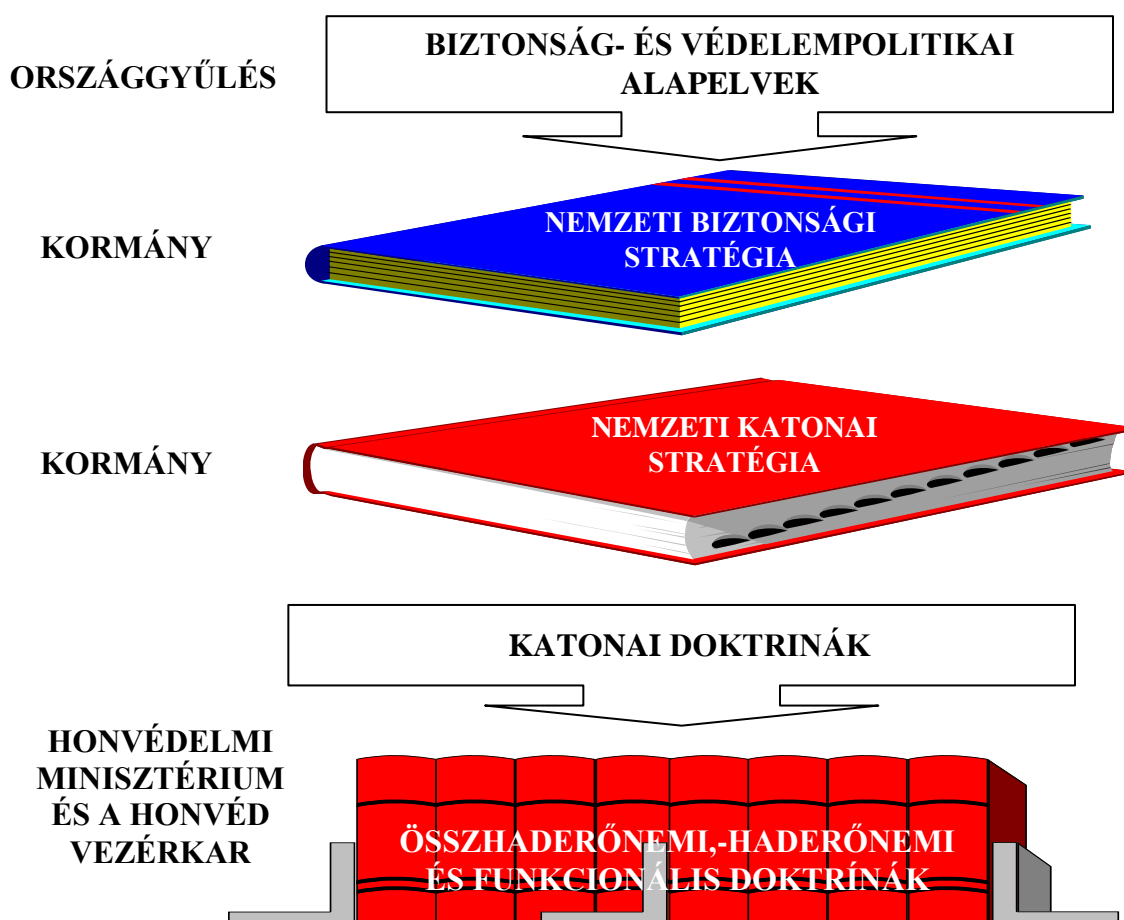 BIZTONSÁG- ÉS VÉDELEMPOLITIKAI
ALAPELVEK
ORSZÁGGYŰLÉS
KORMÁNY
NEMZETI BIZTONSÁGI
STRATÉGIA
KORMÁNY
NEMZETI KATONAI
STRATÉGIA
KATONAI DOKTRINÁK
HONVÉDELMI
MINISZTÉRIUM
ÉS A HONVÉD
VEZÉRKAR
ÖSSZHADERŐNEMI,-HADERŐNEMI
ÉS FUNKCIONÁLIS DOKTRÍNÁK